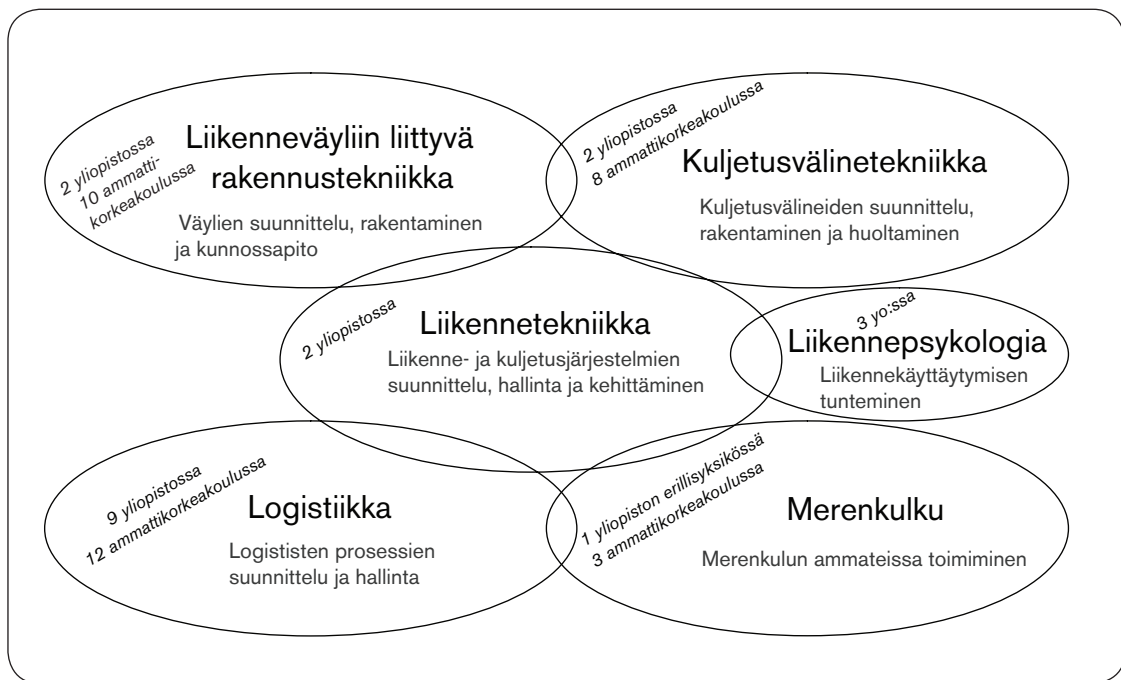 2 yliopistossa
10 ammatti-
korkeakoulussa
Liikenneväyliin liittyvä
rakennustekniikka
Väylien suunnittelu, rakentaminen
ja kunnossapito
2 yliopistossa
8 ammattikorkeakoulussa
Kuljetusvälinetekniikka
Kuljetusvälineiden suunnittelu,
rakentaminen ja huoltaminen
2 yliopistossa
Liikennetekniikka
Liikenne- ja kuljetusjärjestelmien
suunnittelu, hallinta ja kehittäminen
3 yo:ssa
Liikennepsykologia
Liikennekäyttäytymisen
tunteminen
9 yliopistossa
12 ammattikorkeakoulussa
Logistiikka
Logististen prosessien
suunnittelu ja hallinta
1 yliopiston erillisyksikössä
3 ammattikorkeakoulussa
Merenkulku
Merenkulun ammateissa toimiminen